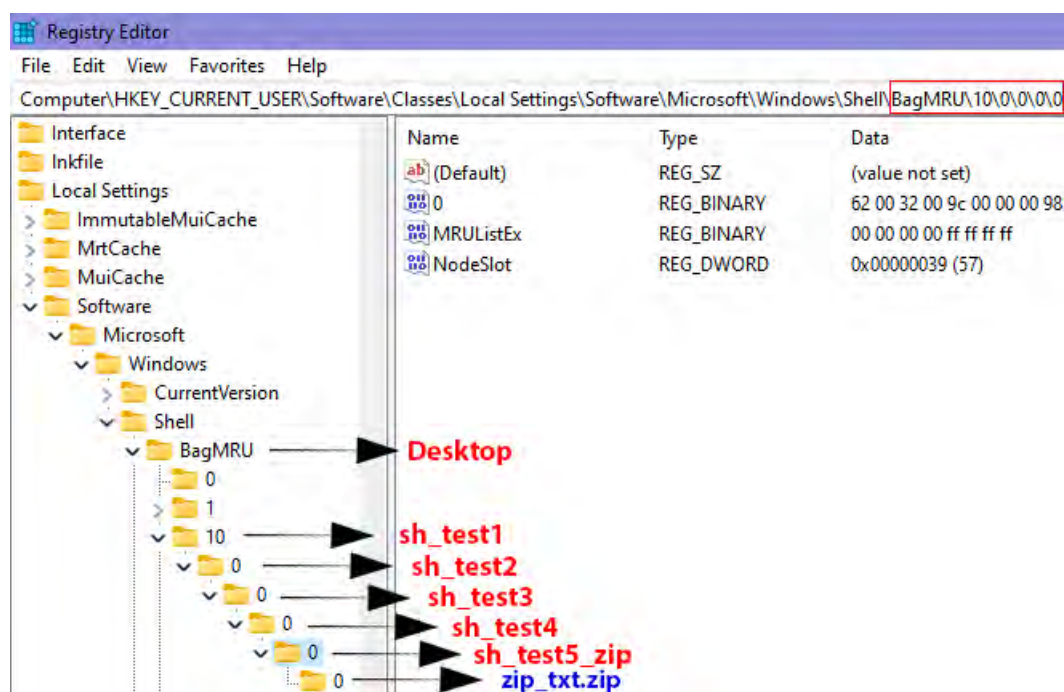 Registry Editor
File Edit View Favorites Help
Computer\HKEY_CURRENT_USER\Software\Classes\Local Settings\Software\Microsoft\Windows\Shell\BagMRU\10\0\0\0\0
Interface
lnkfile
Local Settings
ImmutableMuiCache
MrtCache
MuiCache
Software
Microsoft
Windows
CurrentVersion
Shell
BagMRU Desktop
0
1
10 sh_test1
0 sh_test2
0 sh_test3
0 sh_test4
0 sh_test5_zip
0 zip_txt.zip
Name Type Data
ab (Default) REG_SZ (value not set)
0 REG_BINARY 62 00 32 00 9c 00 00 00 98
MRUListEx REG_BINARY 00 00 00 00 ff ff ff ff
NodeSlot REG_DWORD 0x00000039 (57)